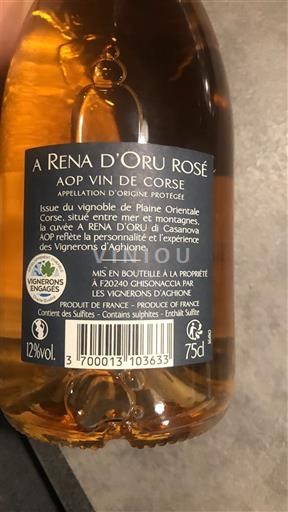 A RENA D'ORU ROSÉ
AOP VIN DE CORSE
APPELLATION D'ORIGINE PROTÉGÉE
Issue du vignoble de Plaine Orientale
Corse, situé entre mer et montagnes,
la cuvée A RENA D'ORU di Casanova
AOP reflète la personnalité et l'expérience
des Vignerons d'Aghione.
VINIOU
VIGNERONS
ENGAGÉS
MIS EN BOUTEILLE À LA PROPRIÉTÉ
À F20240 GHISONACCIA PAR
LES VIGNERONS D'AGHIONE
PRODUIT DE FRANCE - PRODUCE OF FRANCE
Contient des Sulfites - Contains sulphites - Enthält Sulfite
12%vol.
75cl
3 700013 103633